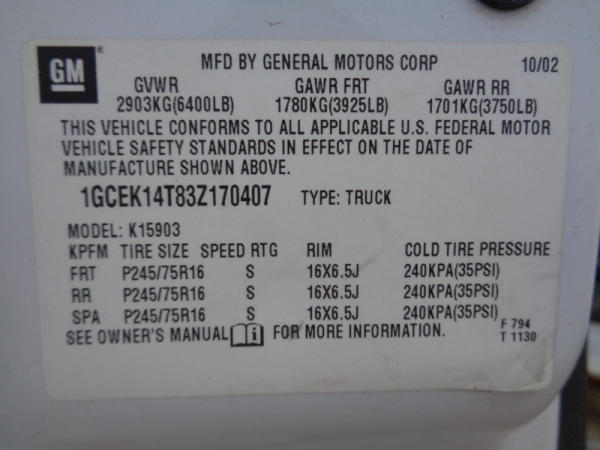 GM
MFD BY GENERAL MOTORS CORP 10/02
GVWR GAWR FRT GAWR RR
2903KG(6400LB) 1780KG(3925LB) 1701KG(3750LB)
THIS VEHICLE CONFORMS TO ALL APPLICABLE U.S. FEDERAL MOTOR
VEHICLE SAFETY STANDARDS IN EFFECT ON THE DATE OF
MANUFACTURE SHOWN ABOVE.
1GCEK14T83Z170407 TYPE: TRUCK
MODEL: K15903
KPFM TIRE SIZE SPEED RTG RIM COLD TIRE PRESSURE
FRT P245/75R16 S 16X6.5J 240KPA(35PSI)
RR P245/75R16 S 16X6.5J 240KPA(35PSI)
SPA P245/75R16 S 16X6.5J 240KPA(35PSI)
SEE OWNER'S MANUAL i FOR MORE INFORMATION.
F 794
T 1130